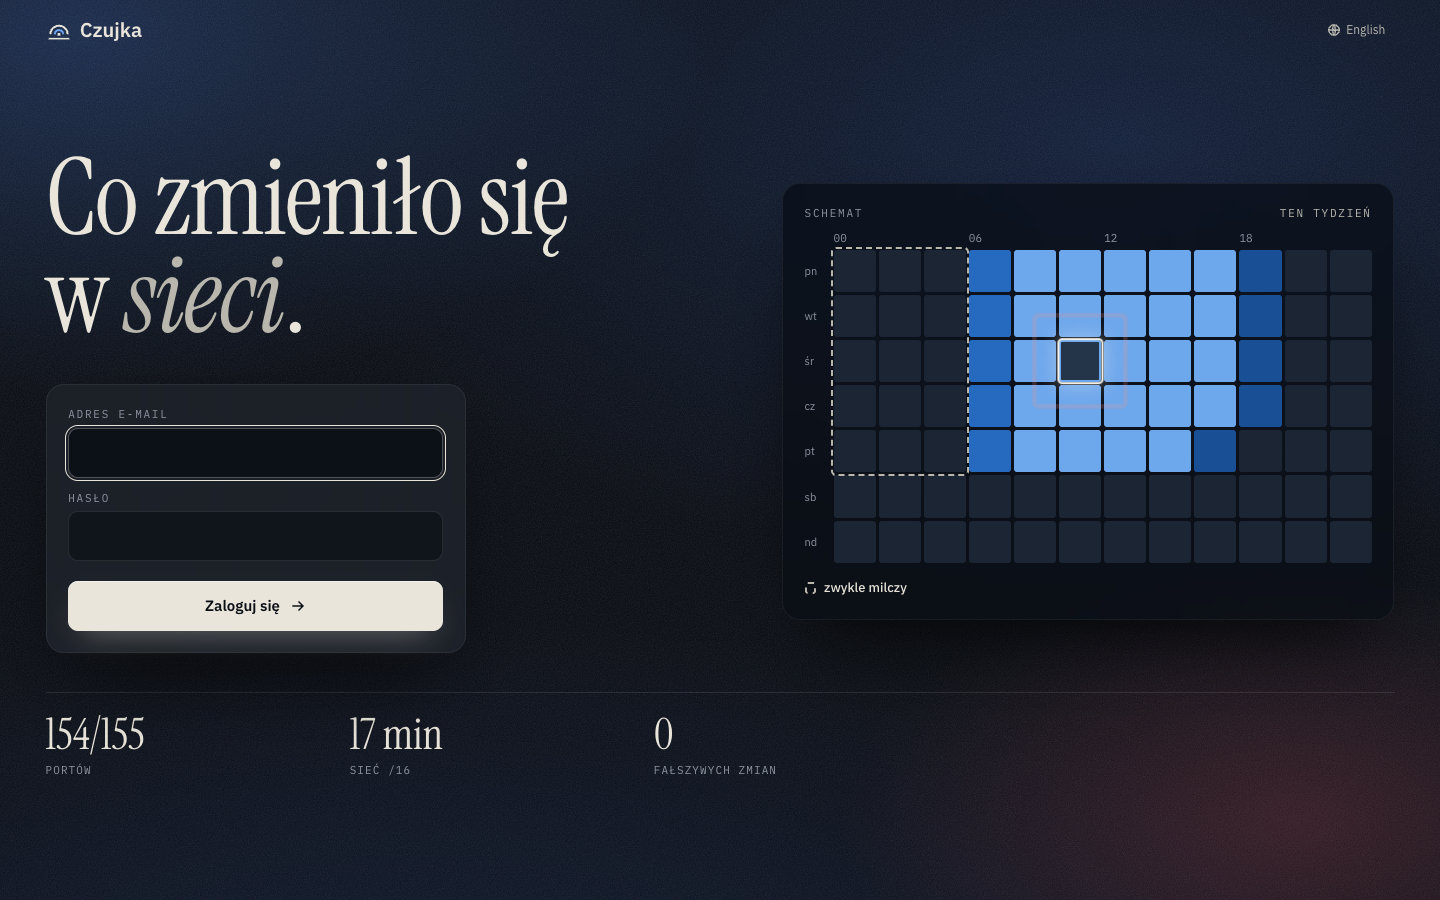 Czujka
English
Co zmieniło się
w sieci.
ADRES E-MAIL
HASŁO
Zaloguj się →
SCHEMAT
TEN TYDZIEŃ
00 06 12 18
pn
wt
śr
cz
pt
sb
nd
zwykle milczy
154/155
PORTÓW
17 min
SIEĆ /16
0
FAŁSZYWYCH ZMIAN